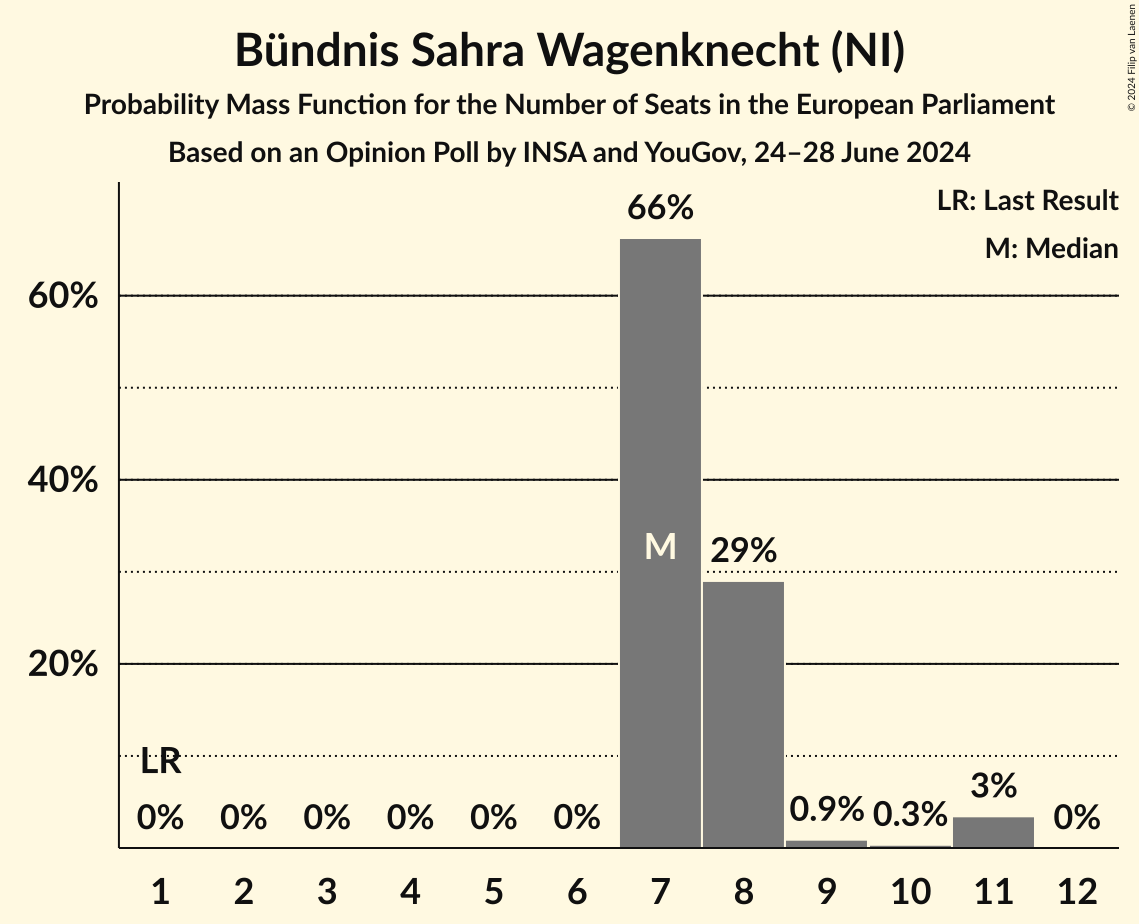 Bündnis Sahra Wagenknecht (NI)
Probability Mass Function for the Number of Seats in the European Parliament
Based on an Opinion Poll by INSA and YouGov, 24–28 June 2024
© 2024 Filip van Laenen
LR: Last Result
M: Median
66%
60%
40%
M
29%
20%
LR
0% 0% 0% 0% 0% 0% 0.9% 0.3% 3% 0%
1 2 3 4 5 6 7 8 9 10 11 12